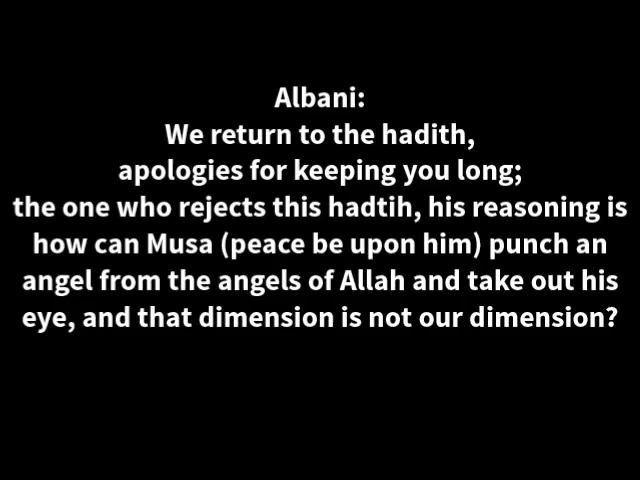 Albani:
We return to the hadith,
apologies for keeping you long;
the one who rejects this hadtih, his reasoning is
how can Musa (peace be upon him) punch an
angel from the angels of Allah and take out his
eye, and that dimension is not our dimension?